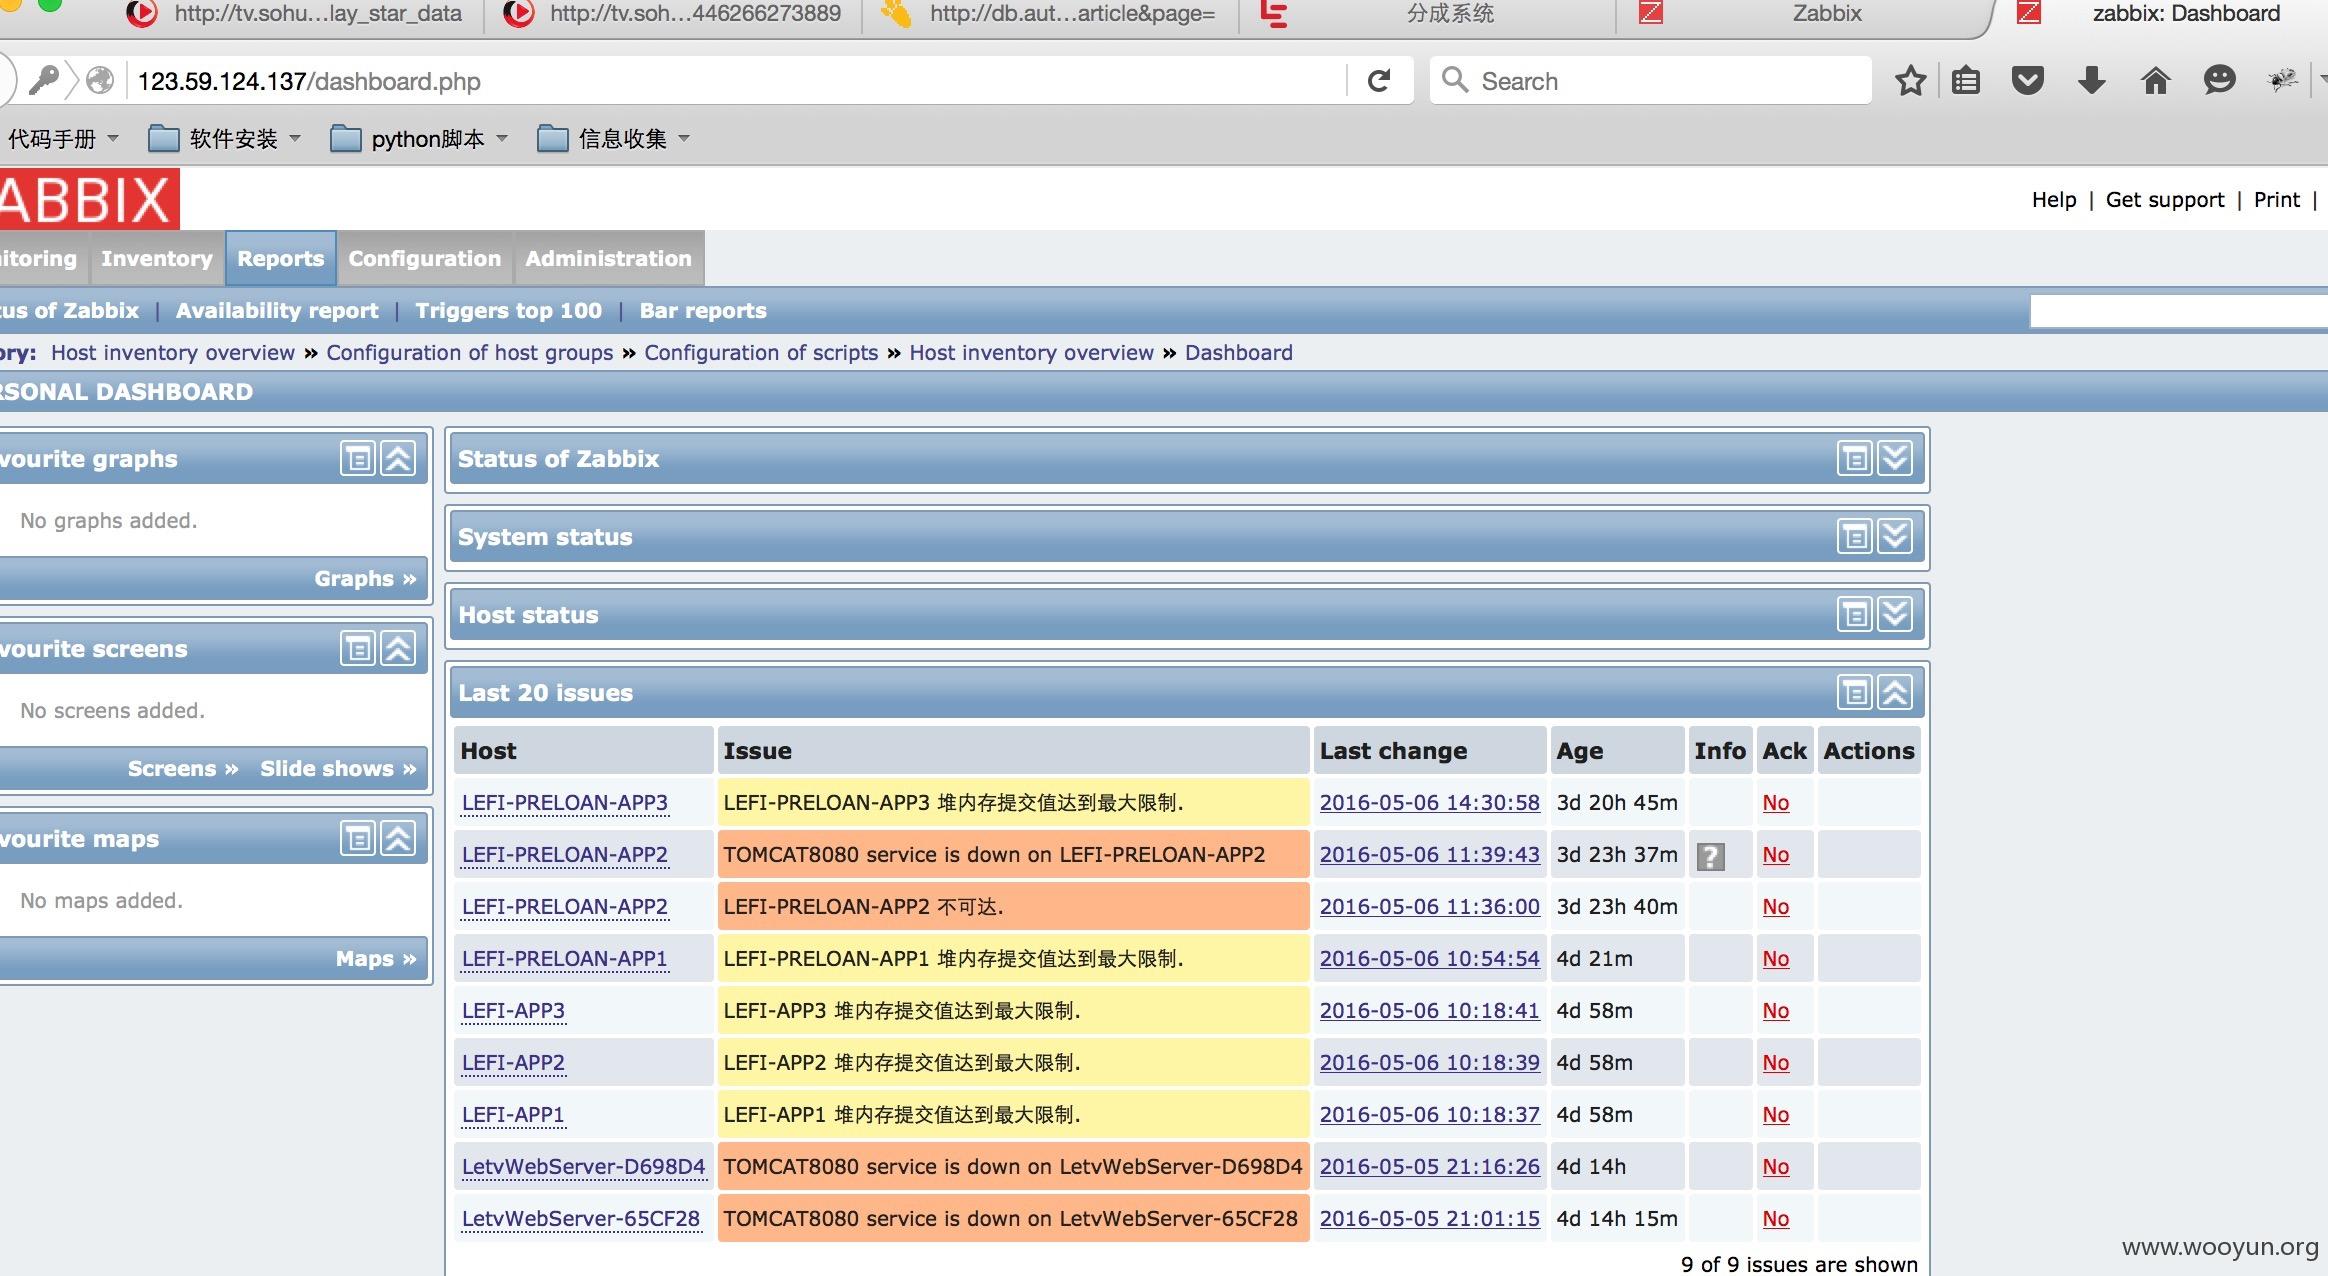 http://tv.sohu...lay_star_data http://tv.soh...446266273889 http://db.aut...article&page= 分成系统 Zabbix zabbix: Dashboard
123.59.124.137/dashboard.php Search
代码手册 软件安装 python脚本 信息收集
ABBIX
Help | Get support | Print |
itoring Inventory Reports Configuration Administration
tus of Zabbix | Availability report | Triggers top 100 | Bar reports
ory: Host inventory overview » Configuration of host groups » Configuration of scripts » Host inventory overview » Dashboard
RSONAL DASHBOARD
vourite graphs
No graphs added.
Graphs »
vourite screens
No screens added.
Screens » Slide shows »
vourite maps
No maps added.
Maps »
Status of Zabbix
System status
Host status
Last 20 issues
Host Issue Last change Age Info Ack Actions
LEFI-PRELOAN-APP3 LEFI-PRELOAN-APP3 堆内存提交值达到最大限制. 2016-05-06 14:30:58 3d 20h 45m No
LEFI-PRELOAN-APP2 TOMCAT8080 service is down on LEFI-PRELOAN-APP2 2016-05-06 11:39:43 3d 23h 37m ? No
LEFI-PRELOAN-APP2 LEFI-PRELOAN-APP2 不可达. 2016-05-06 11:36:00 3d 23h 40m No
LEFI-PRELOAN-APP1 LEFI-PRELOAN-APP1 堆内存提交值达到最大限制. 2016-05-06 10:54:54 4d 21m No
LEFI-APP3 LEFI-APP3 堆内存提交值达到最大限制. 2016-05-06 10:18:41 4d 58m No
LEFI-APP2 LEFI-APP2 堆内存提交值达到最大限制. 2016-05-06 10:18:39 4d 58m No
LEFI-APP1 LEFI-APP1 堆内存提交值达到最大限制. 2016-05-06 10:18:37 4d 58m No
LetvWebServer-D698D4 TOMCAT8080 service is down on LetvWebServer-D698D4 2016-05-05 21:16:26 4d 14h No
LetvWebServer-65CF28 TOMCAT8080 service is down on LetvWebServer-65CF28 2016-05-05 21:01:15 4d 14h 15m No
9 of 9 issues are shown
www.wooyun.org